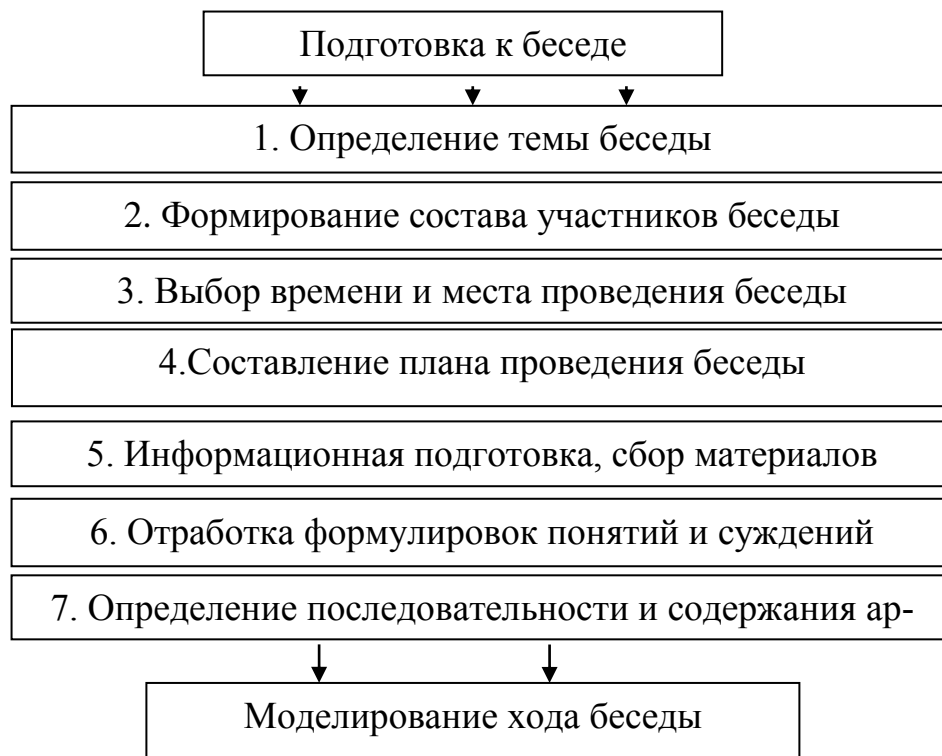 Подготовка к беседе
1. Определение темы беседы
2. Формирование состава участников беседы
3. Выбор времени и места проведения беседы
4.Составление плана проведения беседы
5. Информационная подготовка, сбор материалов
6. Отработка формулировок понятий и суждений
7. Определение последовательности и содержания ар-
Моделирование хода беседы